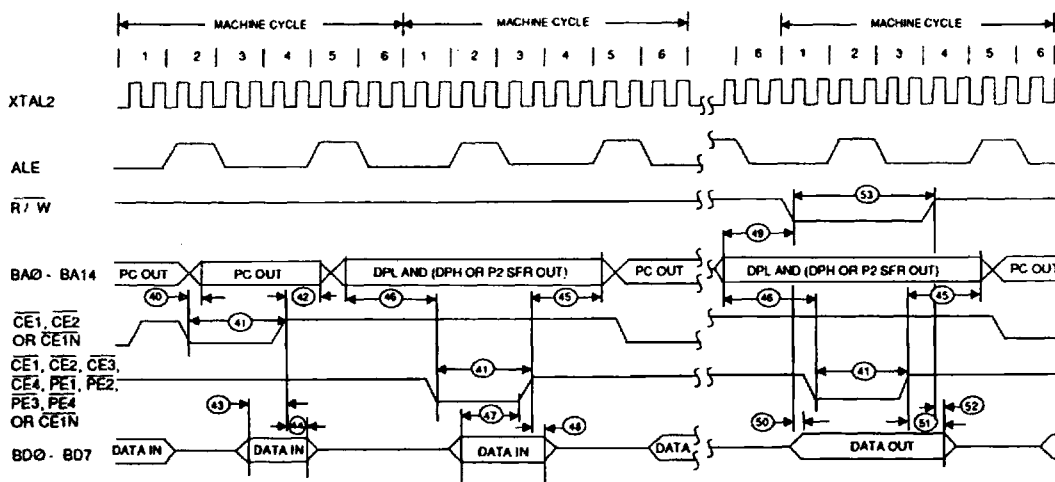 MACHINE CYCLE MACHINE CYCLE MACHINE CYCLE
1 2 3 4 5 6 1 2 3 4 5 6 6 1 2 3 4 5 6
XTAL2
ALE
R/W 53
49
BA0 - BA14 PC OUT PC OUT DPL AND (DPH OR P2 SFR OUT) PC OUT DPL AND (DPH OR P2 SFR OUT) PC OUT
40 42 46 45 46 45
CE1, CE2 41
OR CE1N
CE1, CE2, CE3, 41 41
CE4, PE1, PE2,
PE3, PE4 43 47 50 52
OR CE1N 44 48 51
BD0 - BD7 DATA IN DATA IN DATA IN DATA DATA OUT